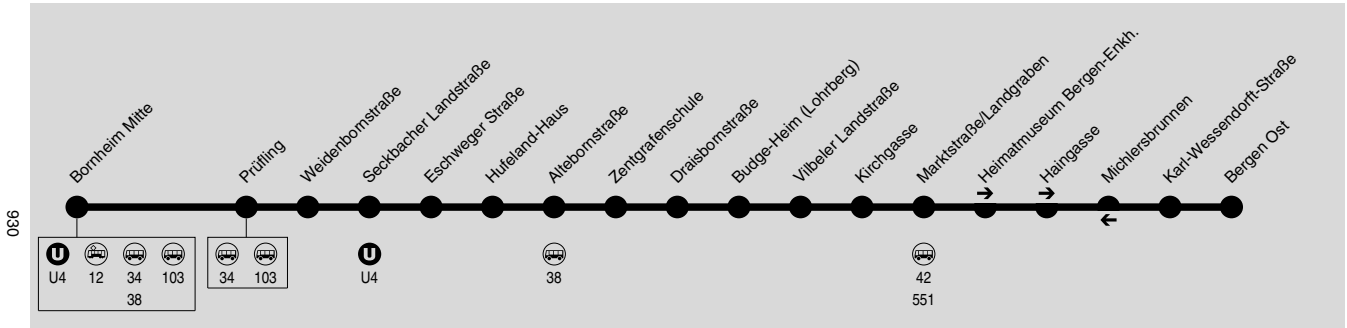 Bornheim Mitte
Prüfling
Weidenbornstraße
Seckbacher Landstraße
Eschweger Straße
Hufeland-Haus
Altebornstraße
Zentgrafenschule
Draisbornstraße
Budge-Heim (Lohrberg)
Vilbeler Landstraße
Kirchgasse
Marktstraße/Landgraben
Heimatmuseum Bergen-Enkh.
Haingasse
Michlersbrunnen
Karl-Wessendorft-Straße
Bergen Ost
930
U U
U4 12 34 103 34 103 U4 38 42
38 551